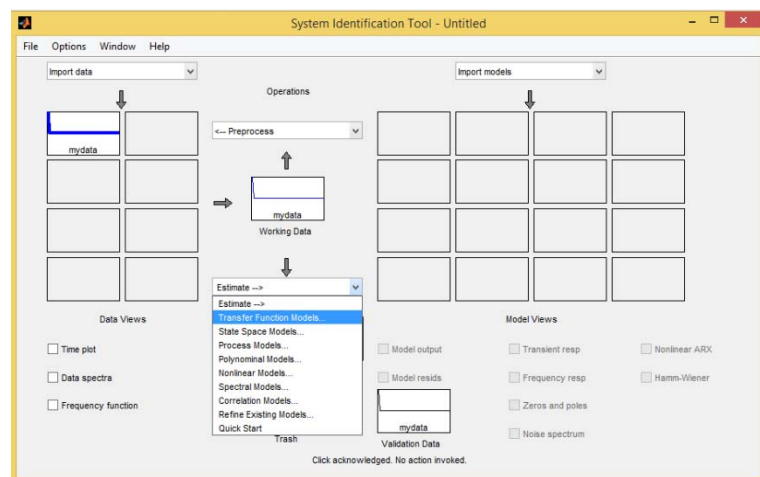 System Identification Tool - Untitled
File Options Window Help
Import data
Import models
Operations
<-- Preprocess
mydata
mydata
Working Data
Estimate -->
Estimate -->
Transfer Function Models...
State Space Models...
Process Models...
Polynominal Models...
Nonlinear Models...
Spectral Models...
Correlation Models...
Refine Existing Models...
Quick Start
Data Views
Time plot
Data spectra
Frequency function
Model Views
Model output
Transient resp
Nonlinear ARX
Model resids
Frequency resp
Hamm-Wiener
Zeros and poles
Noise spectrum
mydata
Validation Data
Trash
Click acknowledged. No action invoked.